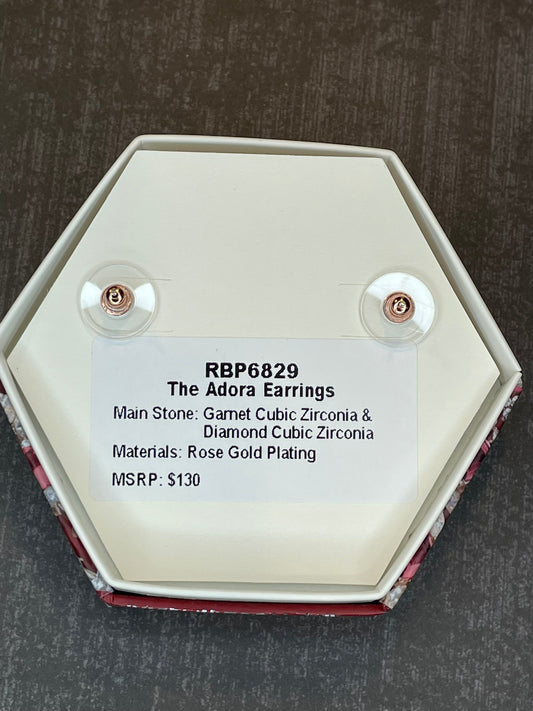 RBP6829
The Adora Earrings
Main Stone: Garnet Cubic Zirconia &
Diamond Cubic Zirconia
Materials: Rose Gold Plating
MSRP: $130